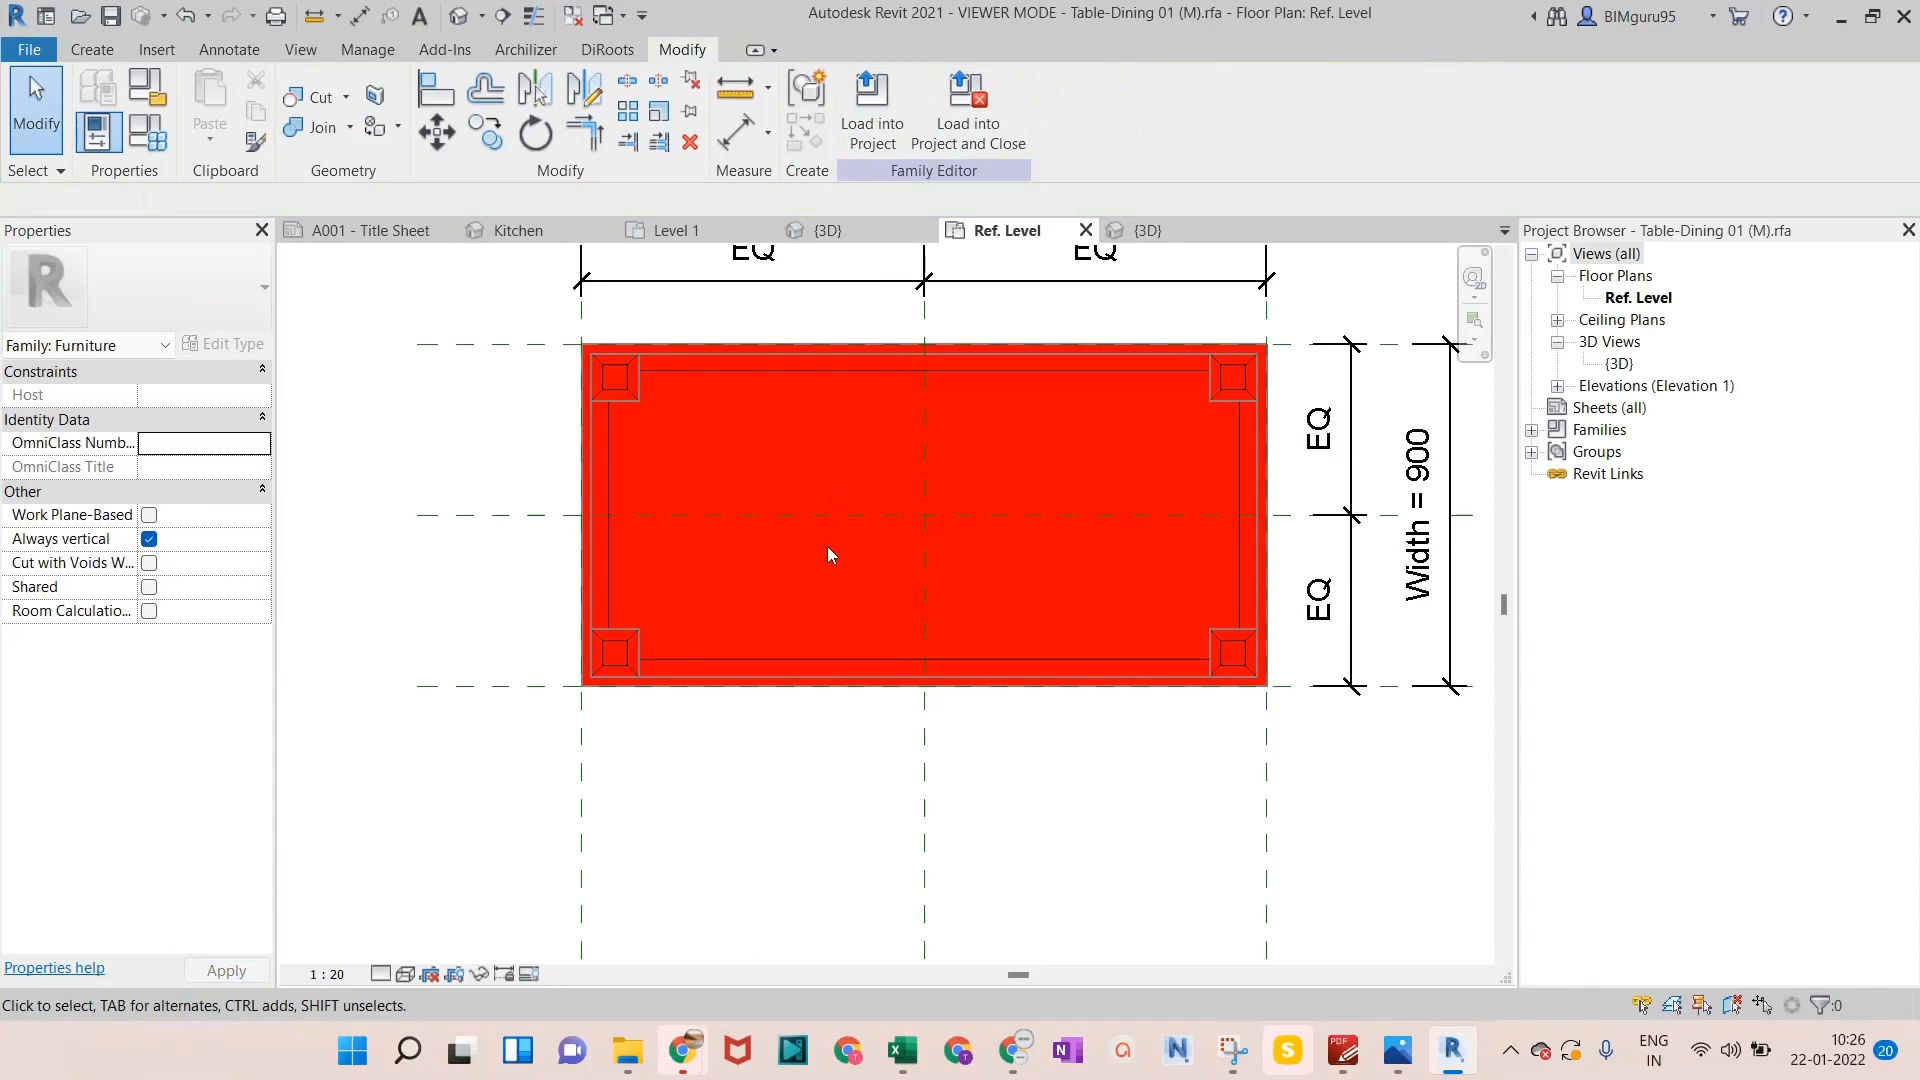 Autodesk Revit 2021 - VIEWER MODE - Table-Dining 01 (M).rfa - Floor Plan: Ref. Level
BIMguru95
File Create Insert Annotate View Manage Add-Ins Architizer DiRoots Modify
Modify
Paste
Cut
Join
Load into Project
Load into Project and Close
Select Properties Clipboard Geometry Modify Measure Create Family Editor
Properties
A001 - Title Sheet
Kitchen
Level 1
{3D}
Ref. Level
{3D}
Project Browser - Table-Dining 01 (M).rfa
Family: Furniture
Edit Type
Constraints
Host
Identity Data
OmniClass Numb...
OmniClass Title
Other
Work Plane-Based
Always vertical
Cut with Voids W...
Shared
Room Calculatio...
Properties help
Apply
EQ
EQ
EQ
EQ
Width = 900
Views (all)
Floor Plans
Ref. Level
Ceiling Plans
3D Views
{3D}
Elevations (Elevation 1)
Sheets (all)
Families
Groups
Revit Links
1 : 20
Click to select, TAB for alternates, CTRL adds, SHIFT unselects.
:0
ENG
IN
10:26
22-01-2022
20